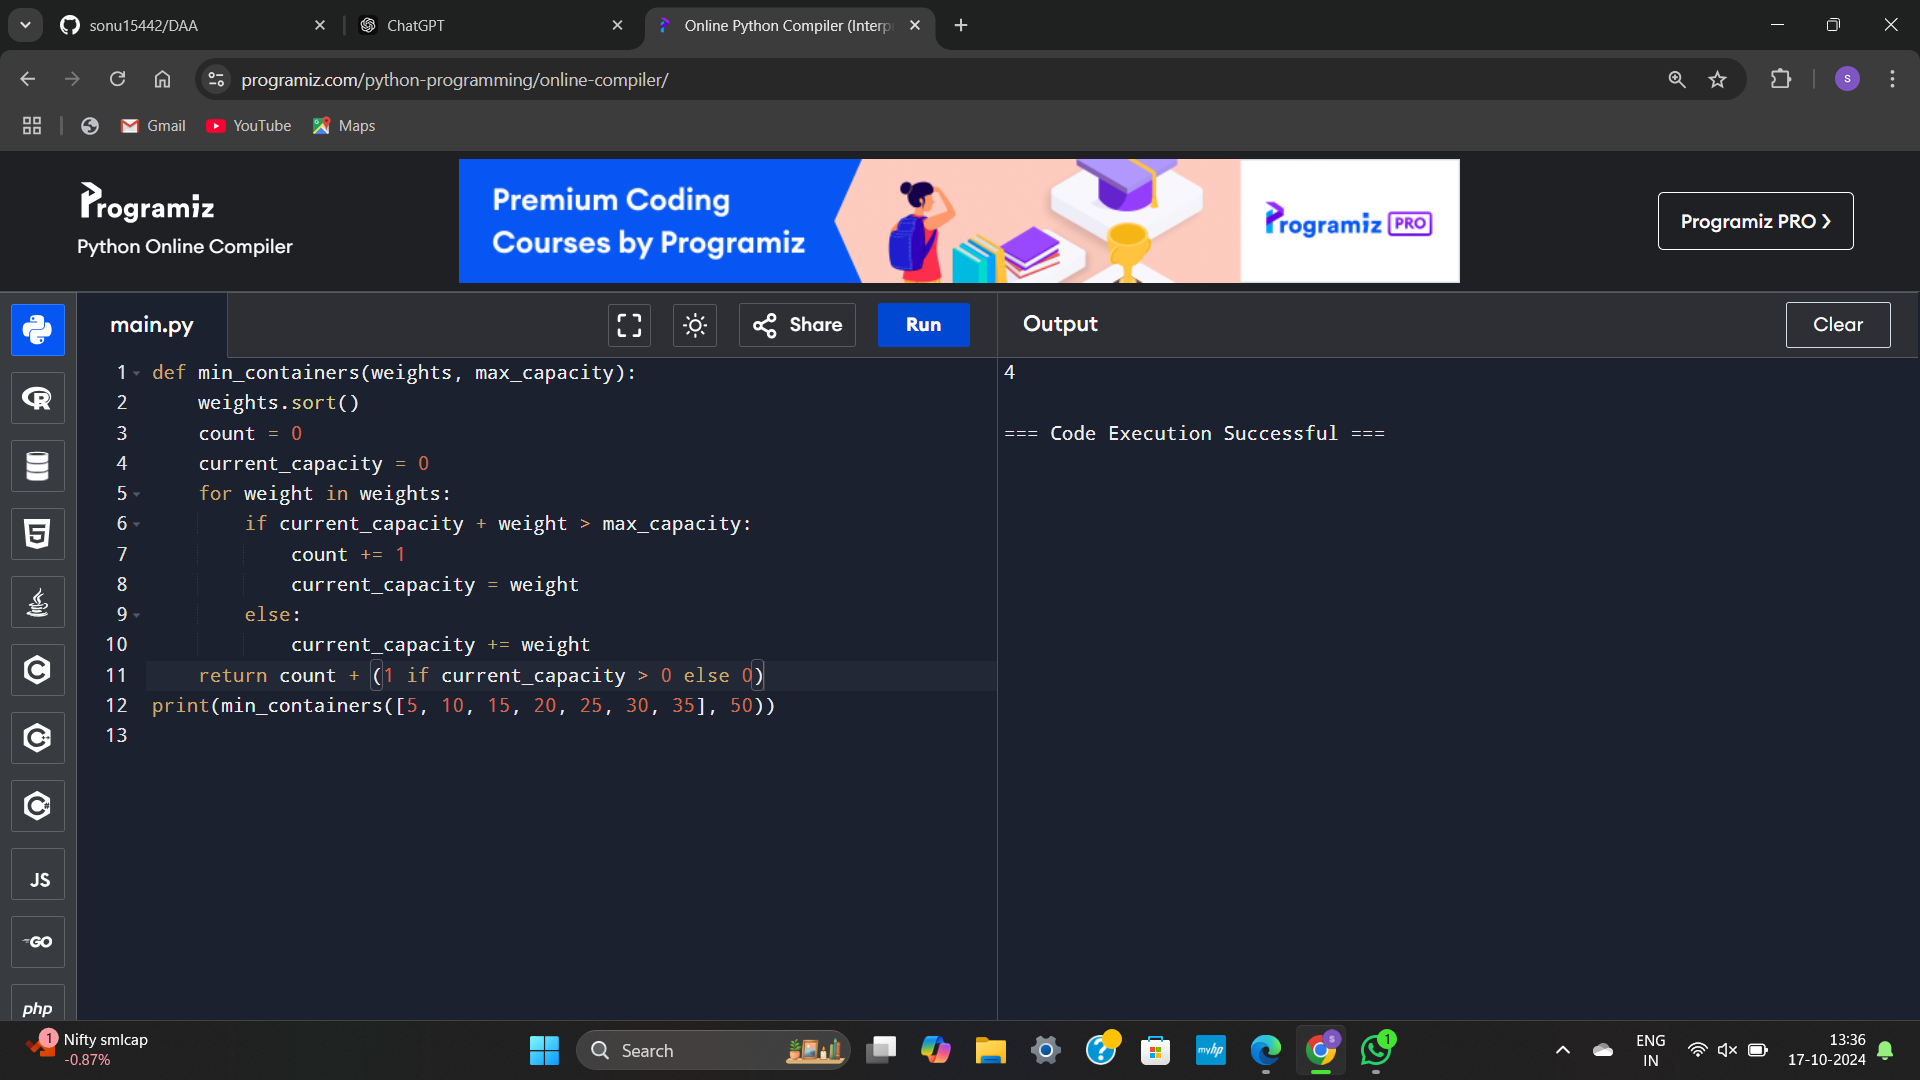 sonu15442/DAA
ChatGPT
Online Python Compiler (Interp
programiz.com/python-programming/online-compiler/
S
Gmail
YouTube
Maps
Programiz
Python Online Compiler
Premium Coding
Courses by Programiz
Programiz PRO
Programiz PRO ❯
main.py
Share
Run
Output
Clear
1 def min_containers(weights, max_capacity):
2     weights.sort()
3     count = 0
4     current_capacity = 0
5     for weight in weights:
6         if current_capacity + weight > max_capacity:
7             count += 1
8             current_capacity = weight
9         else:
10             current_capacity += weight
11     return count + (1 if current_capacity > 0 else 0)
12 print(min_containers([5, 10, 15, 20, 25, 30, 35], 50))
13
4
=== Code Execution Successful ===
R
5
C
C++
C#
JS
GO
php
1
Nifty smlcap
-0.87%
Search
myhp
S
1
ENG
IN
13:36
17-10-2024